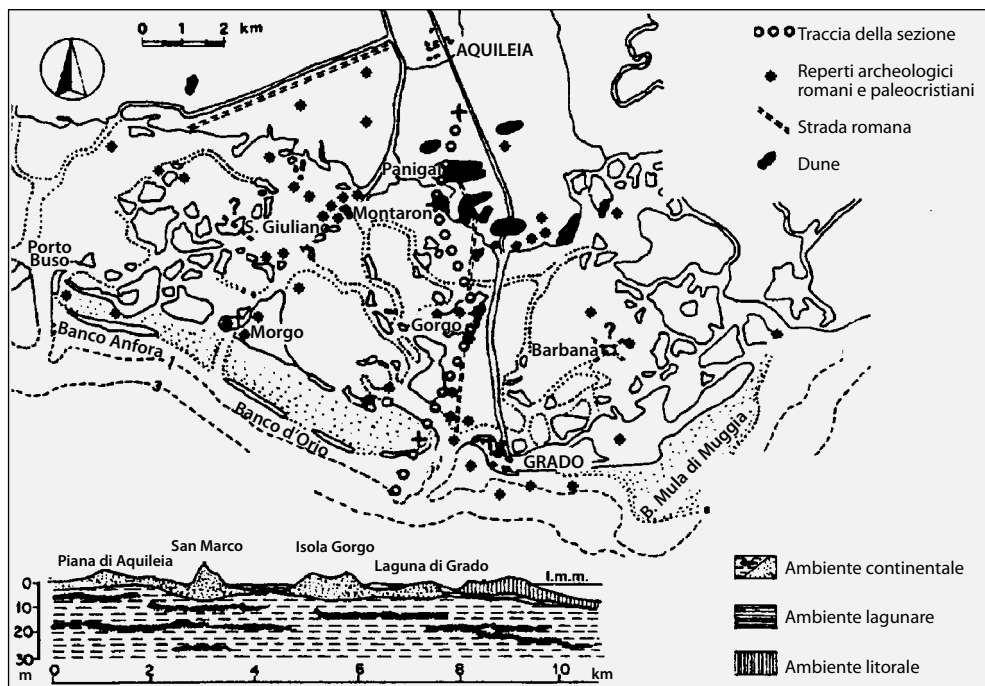 0 1 2
km
AQUILEIA
Traccia della sezione
Reperti archeologici
romani e paleocristiani
Strada romana
Dune
Panigai
Montaron
?
S. Giuliano
Porto
Buso
Morgo
Gorgo
?
Barbana
Banco Anfora
1
3
Banco d'Orio
GRADO
B. Mula di Muggia
San Marco
Isola Gorgo
Piana di Aquileia
Laguna di Grado
l.m.m.
0
10
20
30
m
0 2 4 6 8 10 km
Ambiente continentale
Ambiente lagunare
Ambiente litorale